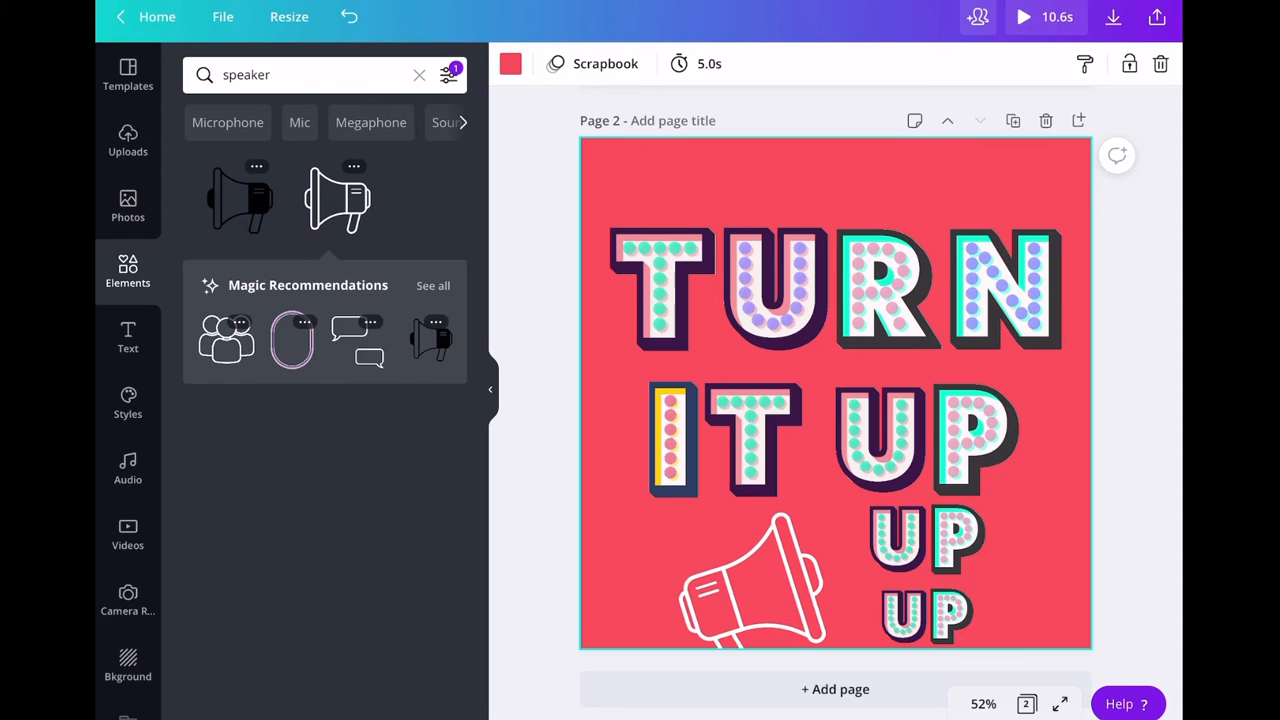 Home File Resize 10.6s
Templates
Uploads
Photos
Elements
Text
Styles
Audio
Videos
Camera R...
Bkground
speaker 1
Microphone Mic Megaphone Sour
Magic Recommendations See all
Scrapbook 5.0s
Page 2 - Add page title
TURN
IT UP
UP
UP
+ Add page
52% 2 Help ?